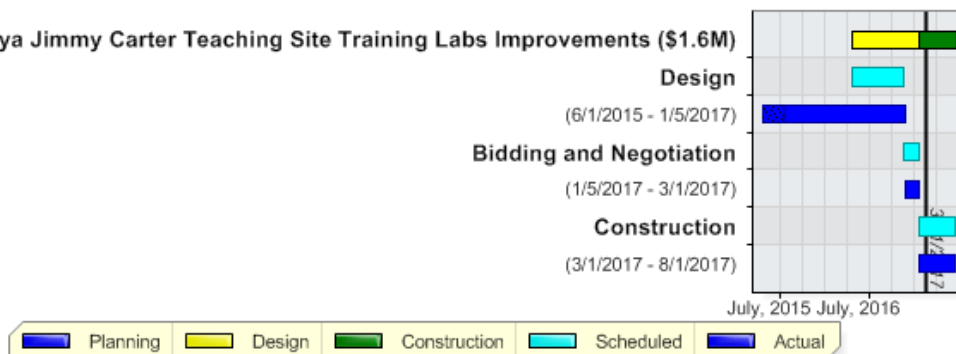 ya Jimmy Carter Teaching Site Training Labs Improvements ($1.6M)
Design
(6/1/2015 - 1/5/2017)
Bidding and Negotiation
(1/5/2017 - 3/1/2017)
Construction
(3/1/2017 - 8/1/2017)
July, 2015 July, 2016
Planning Design Construction Scheduled Actual